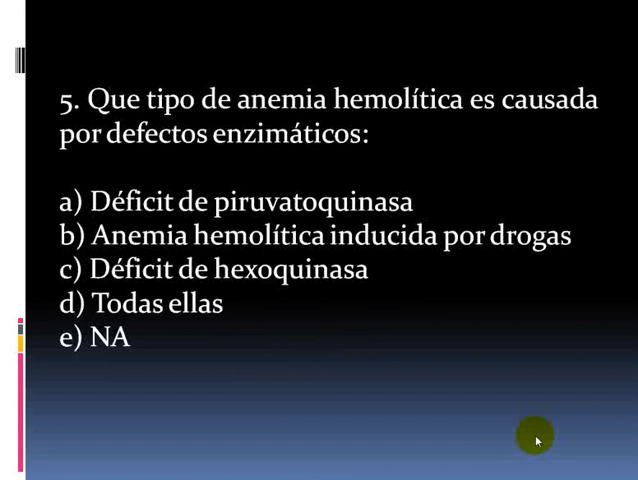 5. Que tipo de anemia hemolítica es causada
por defectos enzimáticos:
a) Déficit de piruvatoquinasa
b) Anemia hemolítica inducida por drogas
c) Déficit de hexoquinasa
d) Todas ellas
e) NA